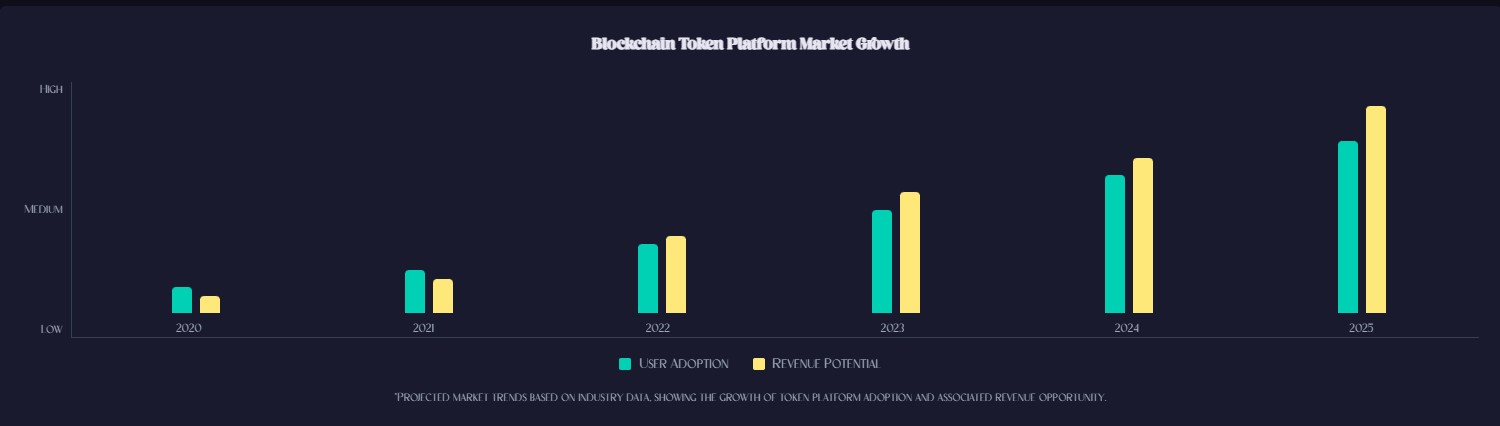 Blockchain Token Platform Market Growth
High
Medium
Low
2020 2021 2022 2023 2024 2025
User Adoption Revenue Potential
*Projected market trends based on industry data, showing the growth of token platform adoption and associated revenue opportunity.